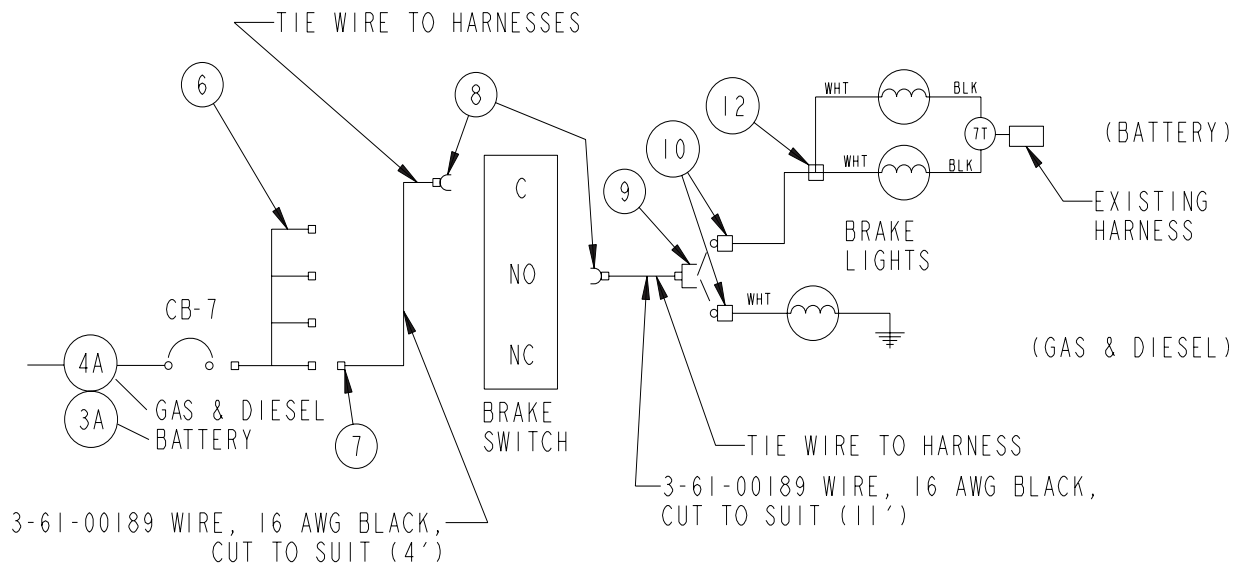 TIE WIRE TO HARNESSES
6
8
12
WHT
BLK
7T
(BATTERY)
10
WHT
BLK
C
9
EXISTING
HARNESS
BRAKE
LIGHTS
NO
CB-7
WHT
NC
(GAS & DIESEL)
4A
GAS & DIESEL
3A
BATTERY
7
BRAKE
SWITCH
TIE WIRE TO HARNESS
3-61-00189 WIRE, 16 AWG BLACK,
CUT TO SUIT (11')
3-61-00189 WIRE, 16 AWG BLACK,
CUT TO SUIT (4')